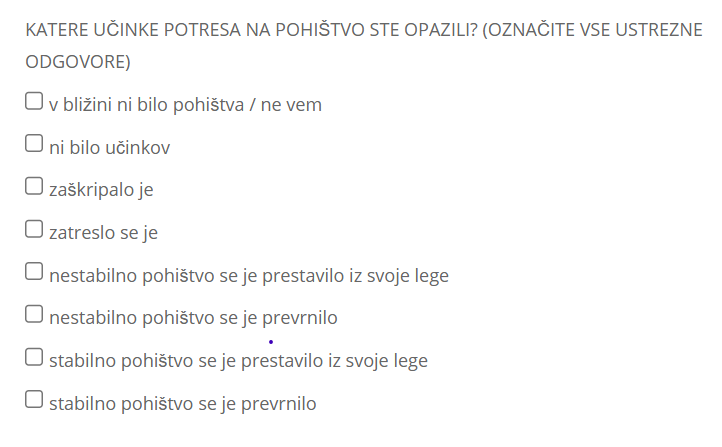 KATERE UČINKE POTRESA NA POHIŠTVO STE OPAZILI? (OZNAČITE VSE USTREZNE
ODGOVORE)
v bližini ni bilo pohištva / ne vem
ni bilo učinkov
zaškripalo je
zatreslo se je
nestabilno pohištvo se je prestavilo iz svoje lege
nestabilno pohištvo se je prevrnilo
stabilno pohištvo se je prestavilo iz svoje lege
stabilno pohištvo se je prevrnilo